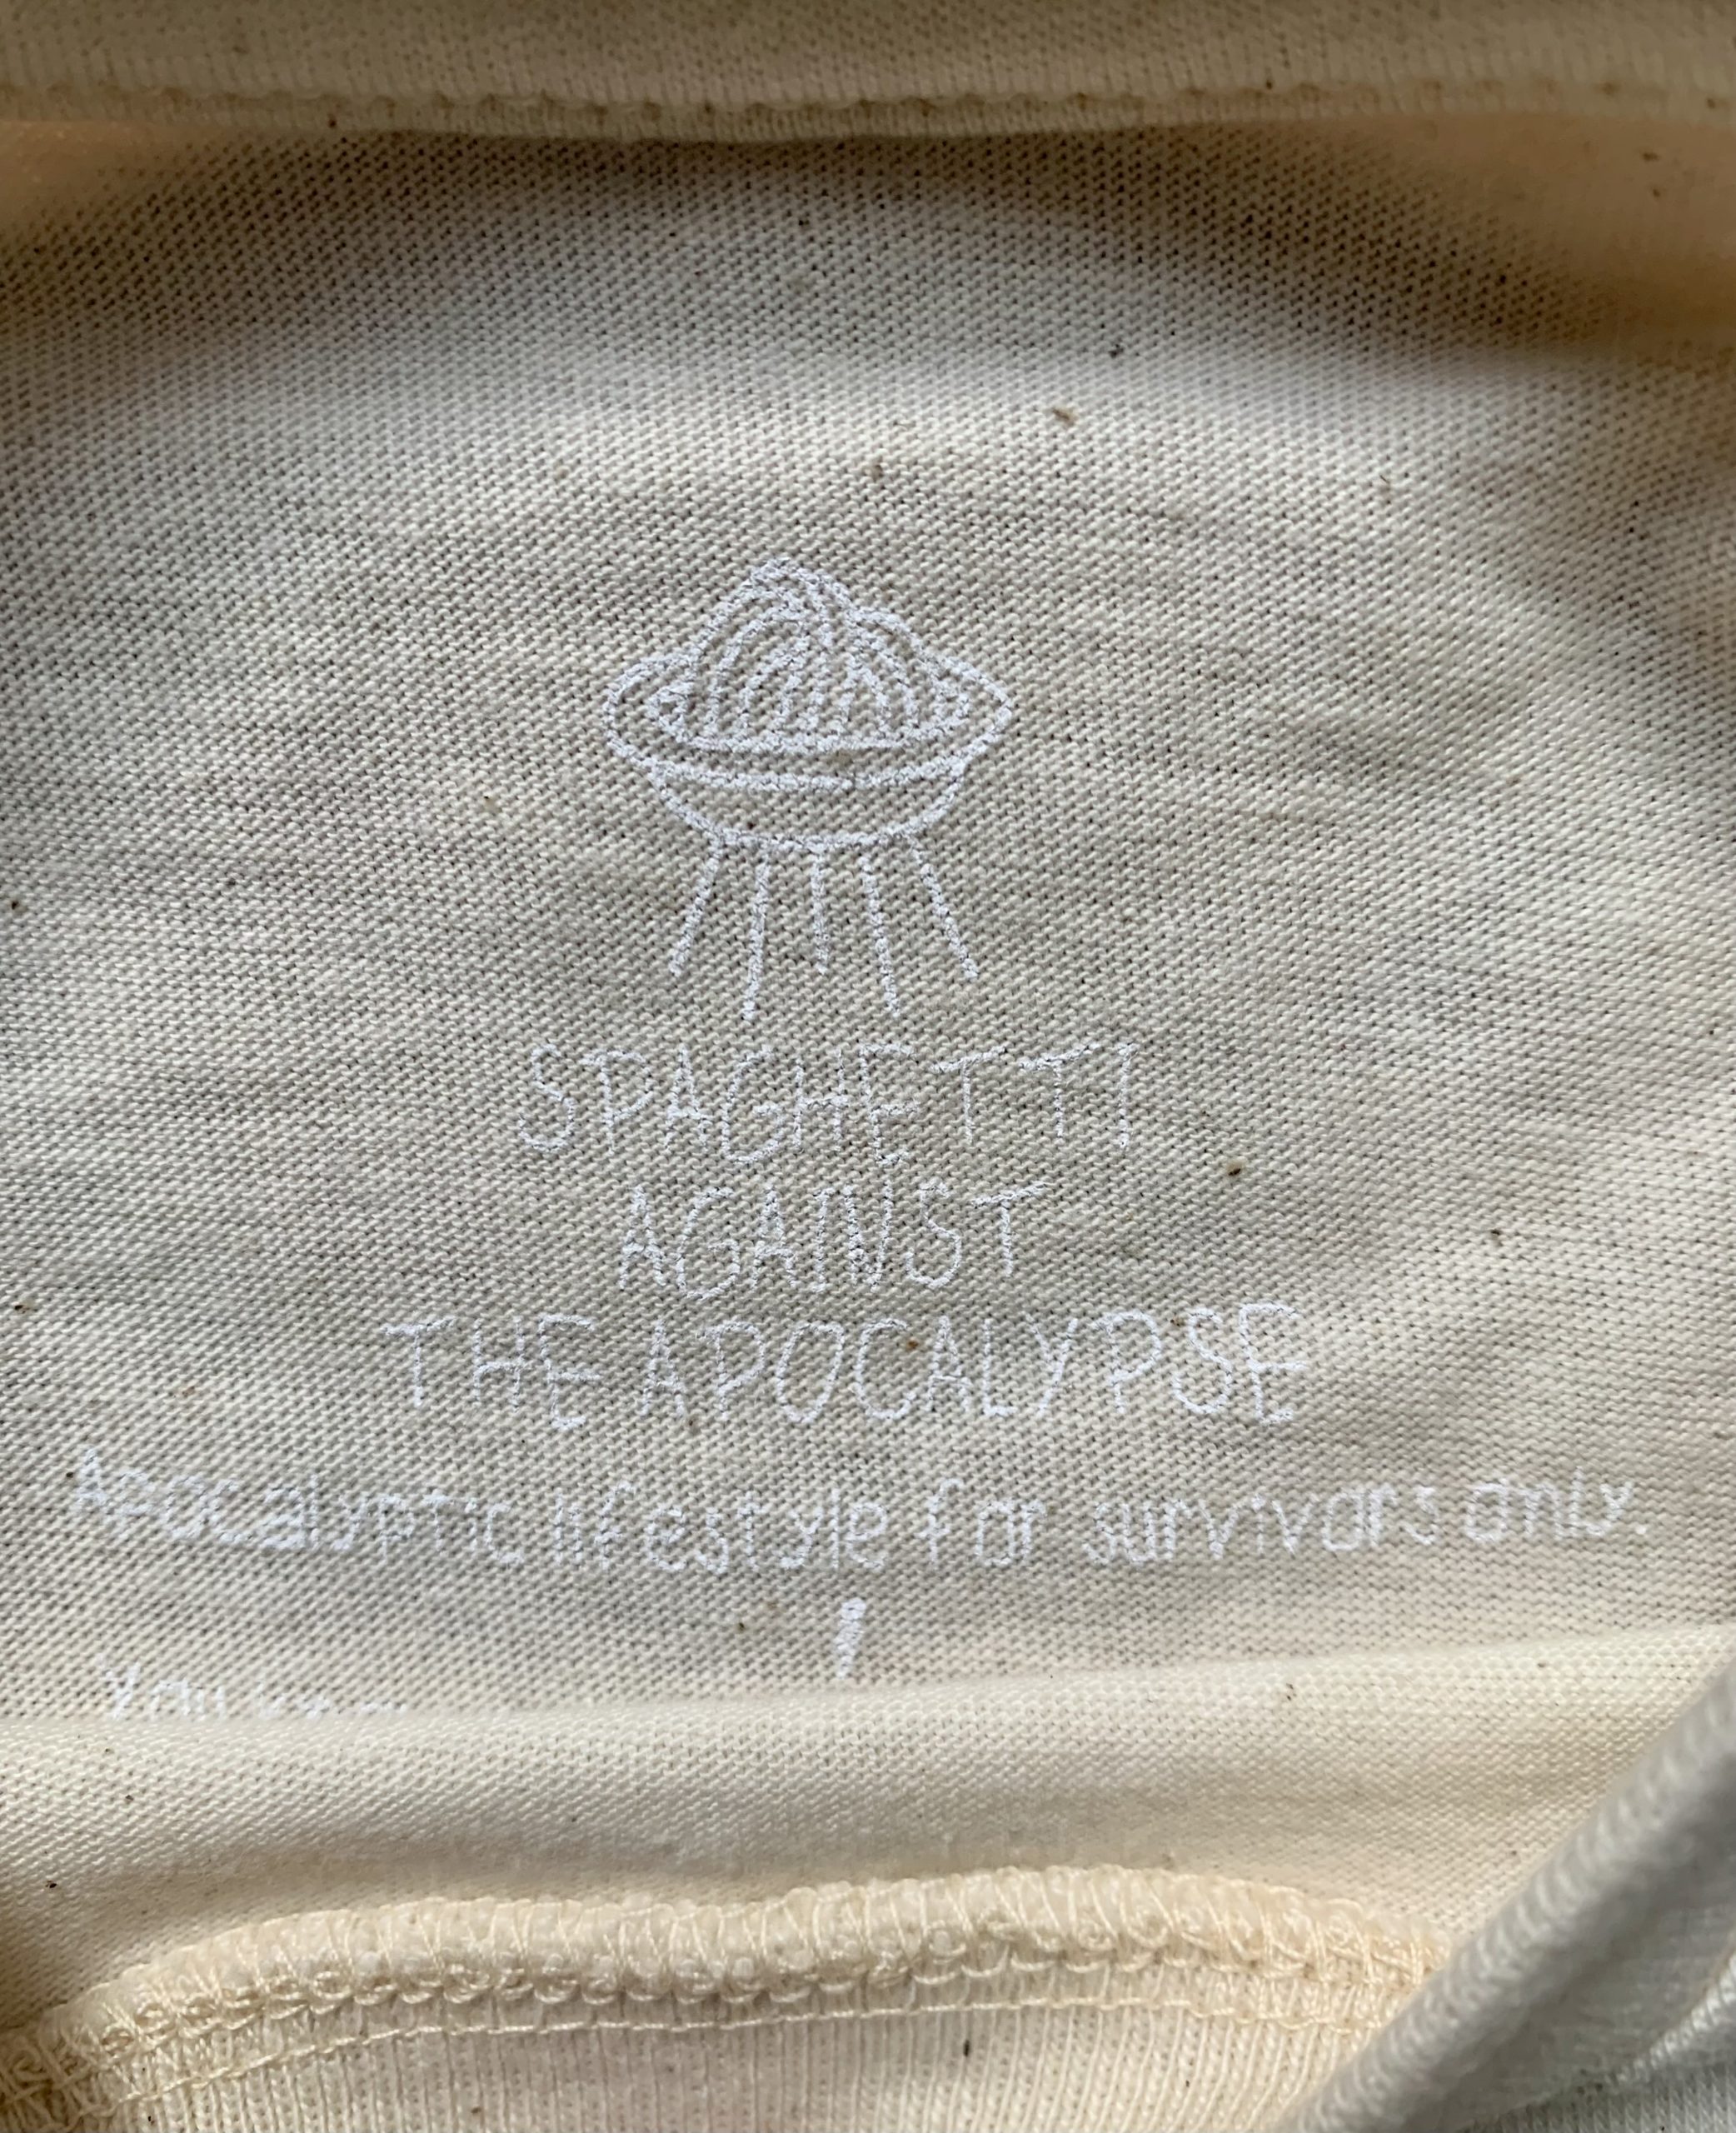 SPAGHETTI
AGAINST
THE APOCALYPSE
Apocalyptic lifestyle for survivors only